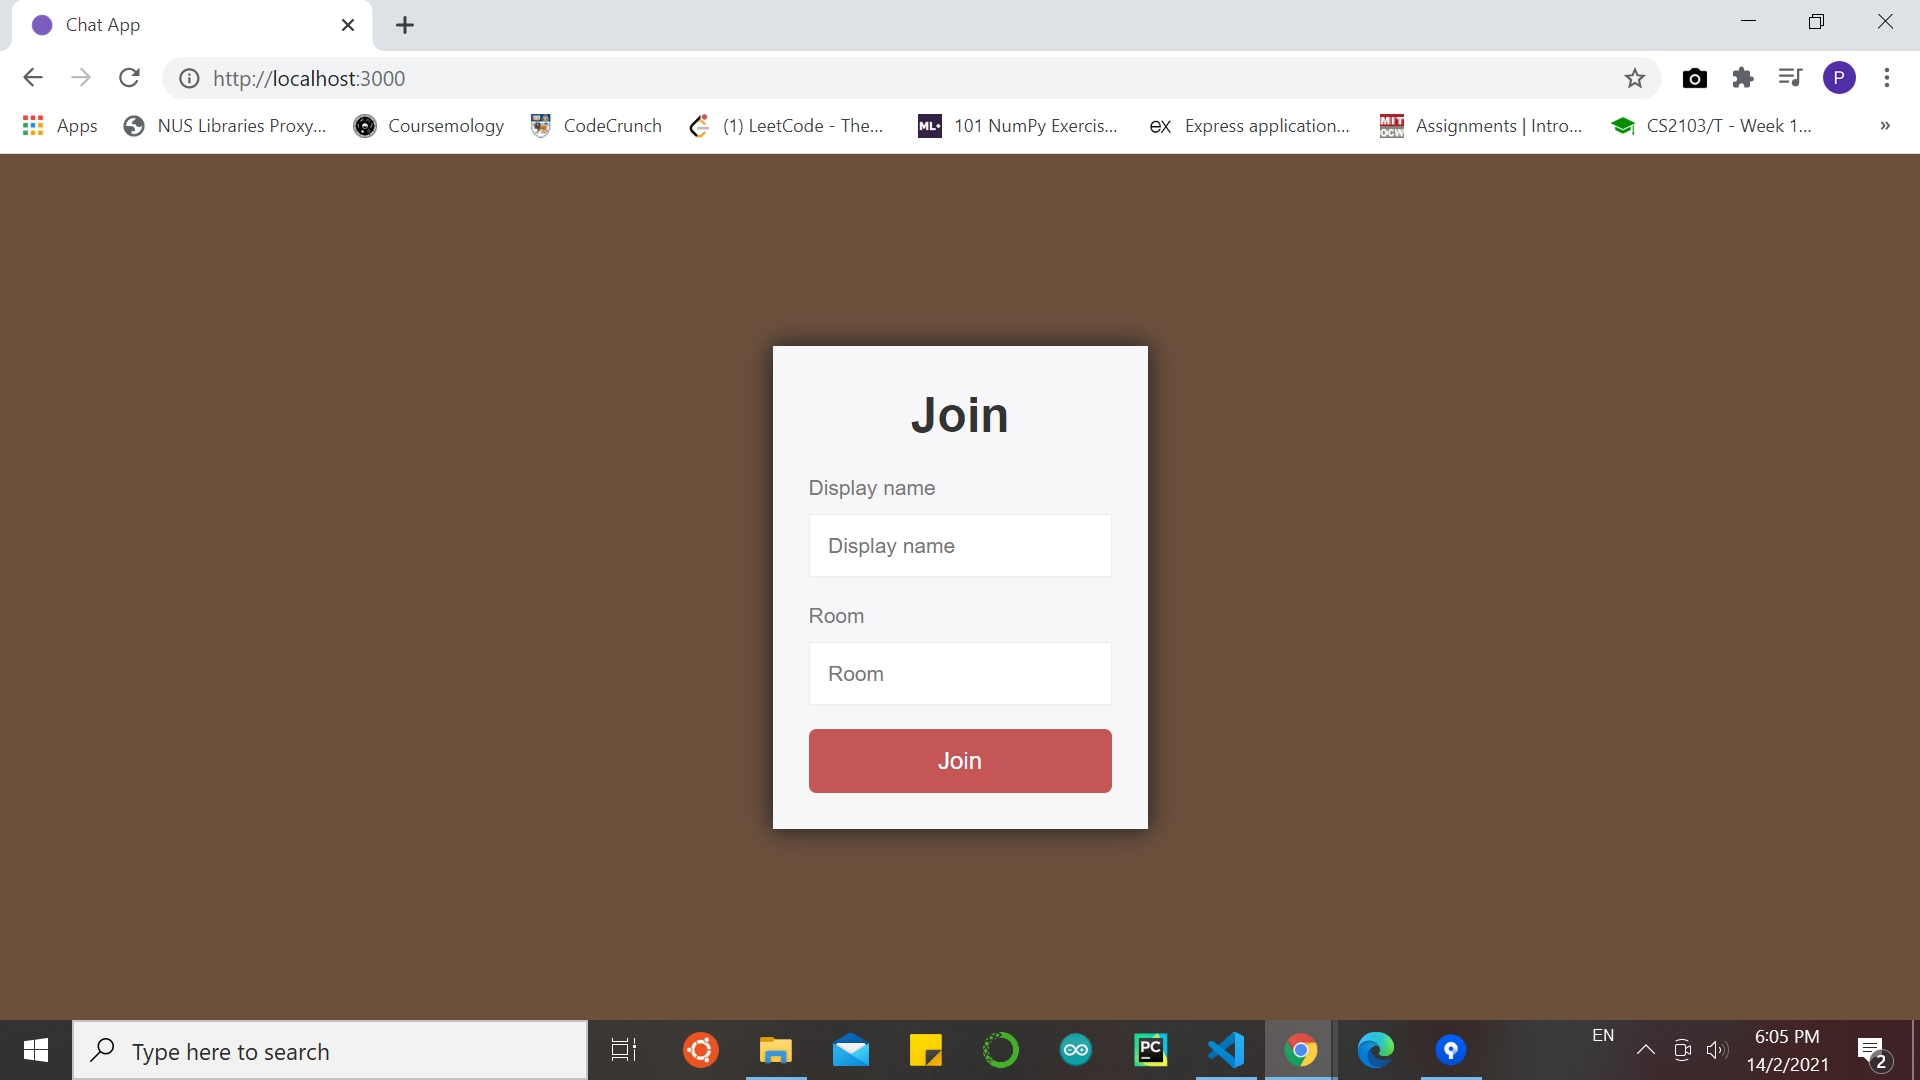 Chat App
http://localhost:3000
P
Apps
NUS Libraries Proxy...
Coursemology
CodeCrunch
(1) LeetCode - The...
ML+
101 NumPy Exercis...
ex
Express application...
MIT
OCW
Assignments | Intro...
CS2103/T - Week 1...
»
Join
Display name
Display name
Room
Room
Join
Type here to search
PC
EN
6:05 PM
14/2/2021
2